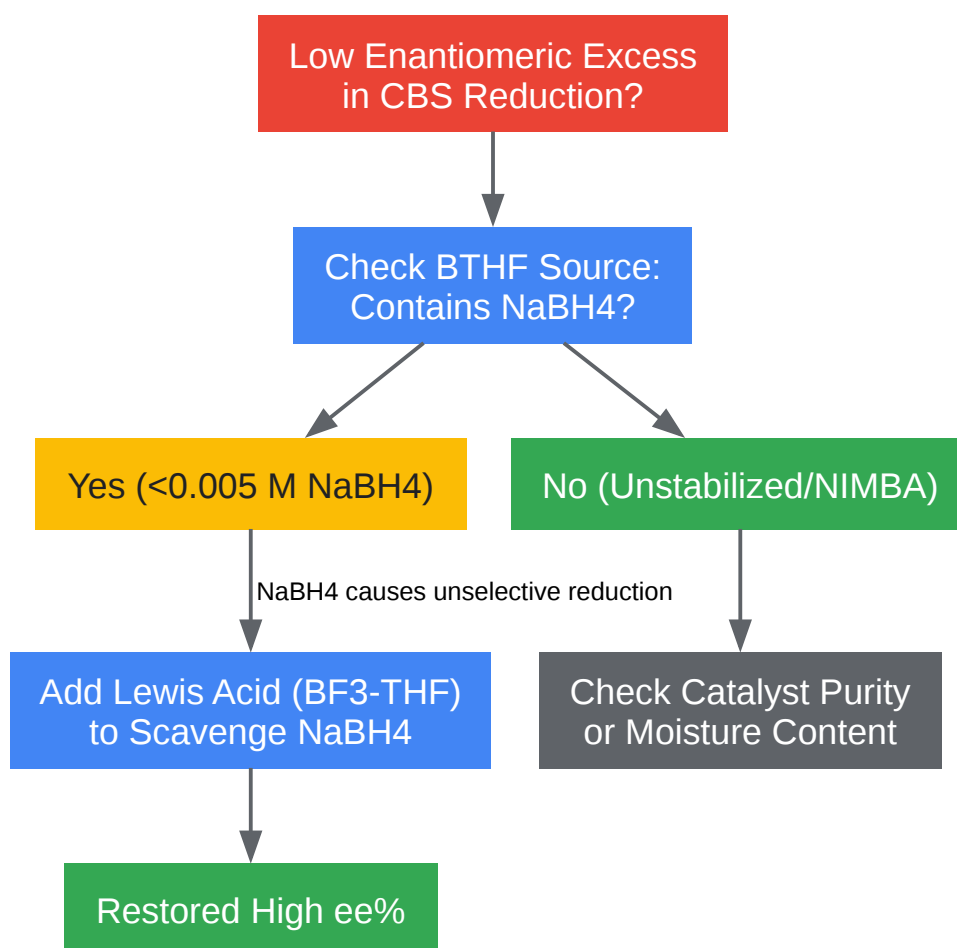 Low Enantiomeric Excess
in CBS Reduction?
Check BTHF Source:
Contains NaBH4?
Yes (<0.005 M NaBH4)
No (Unstabilized/NIMBA)
NaBH4 causes unselective reduction
Add Lewis Acid (BF3-THF)
to Scavenge NaBH4
Check Catalyst Purity
or Moisture Content
Restored High ee%